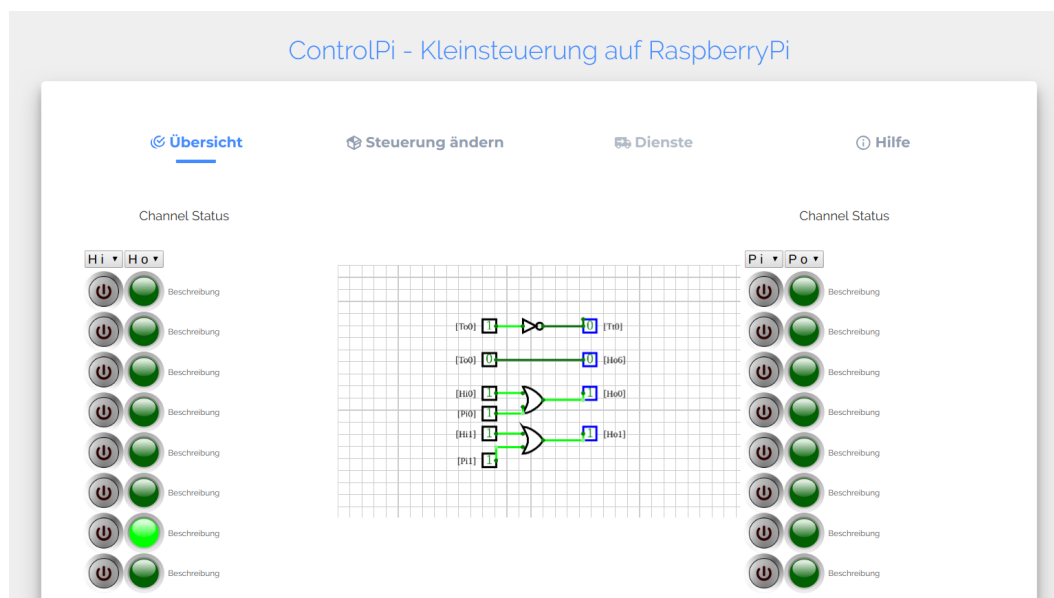 ControlPi - Kleinsteuerung auf RaspberryPi
Übersicht
Steuerung ändern
Dienste
Hilfe
Channel Status
Channel Status
Hi
Ho
Pi
Po
Beschreibung
Beschreibung
Beschreibung
Beschreibung
Beschreibung
Beschreibung
Beschreibung
Beschreibung
[To0] 1 0 [Tt0]
[To0] 0 0 [Ho6]
[Hi0] 1 1 [Ho0]
[Pi0] 1
[Hi1] 1 1 [Ho1]
[Pi1] 1
Beschreibung
Beschreibung
Beschreibung
Beschreibung
Beschreibung
Beschreibung
Beschreibung
Beschreibung